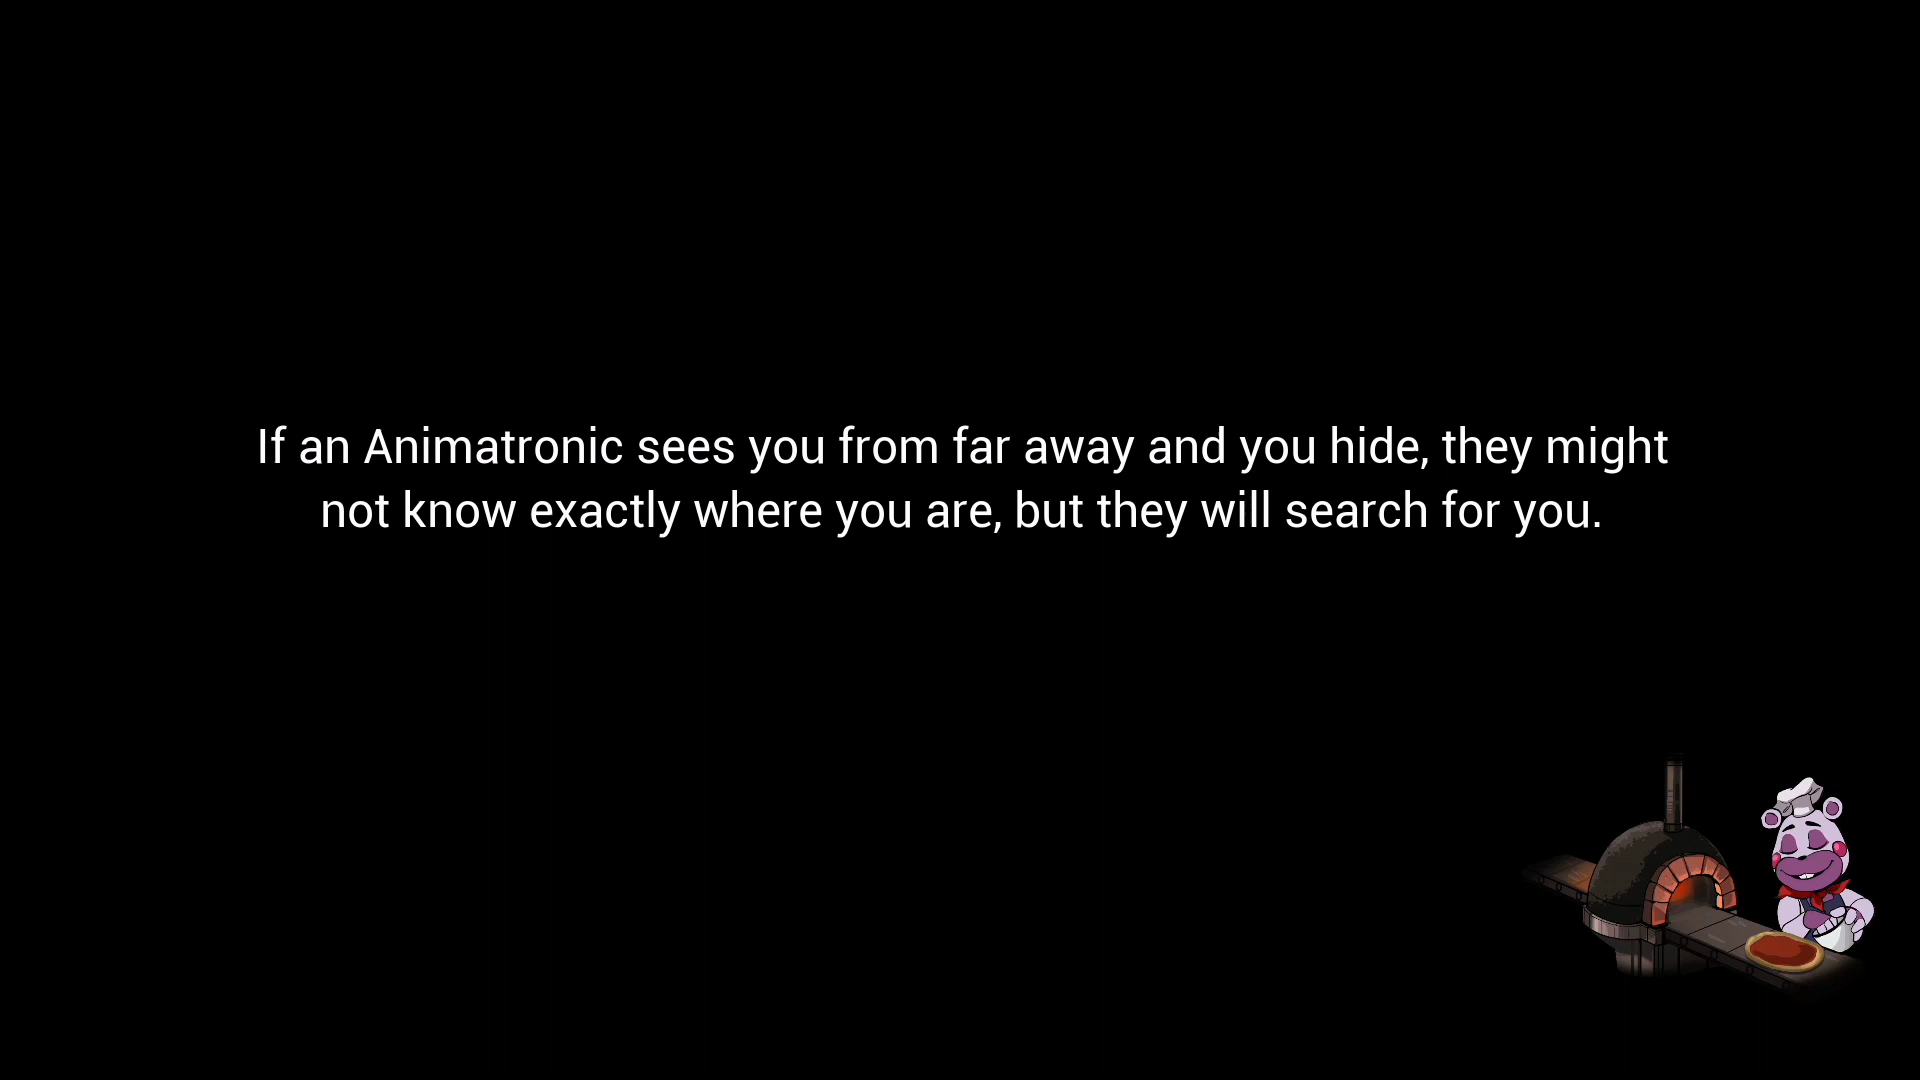 If an Animatronic sees you from far away and you hide, they might
not know exactly where you are, but they will search for you.